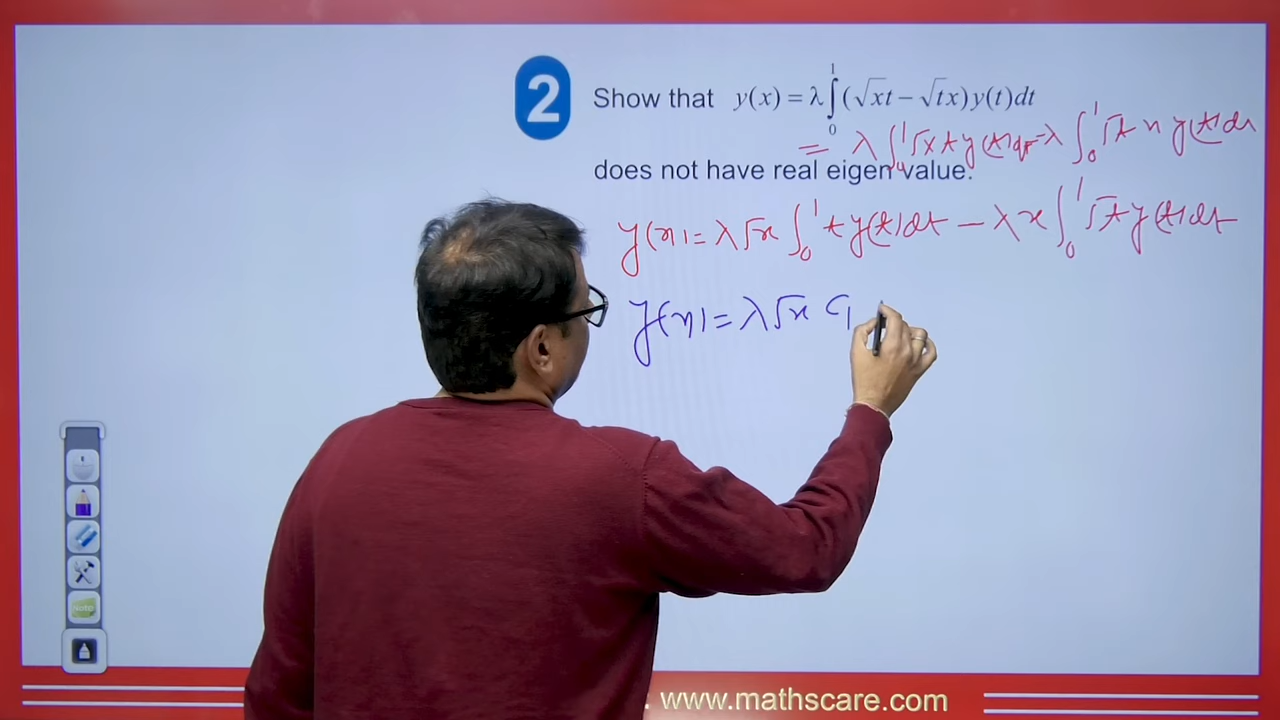 2
Show that y(x) = λ∫₀¹(√xt − √tx)y(t)dt
= λ∫₀¹ √x t y(t)dt − λ∫₀¹ √t x y(t)dt
does not have real eigen value.
y(x) = λ√x ∫₀¹ t y(t)dt − λx ∫₀¹ √t y(t)dt
y(x) = λ√x C₁
Note
: www.mathscare.com